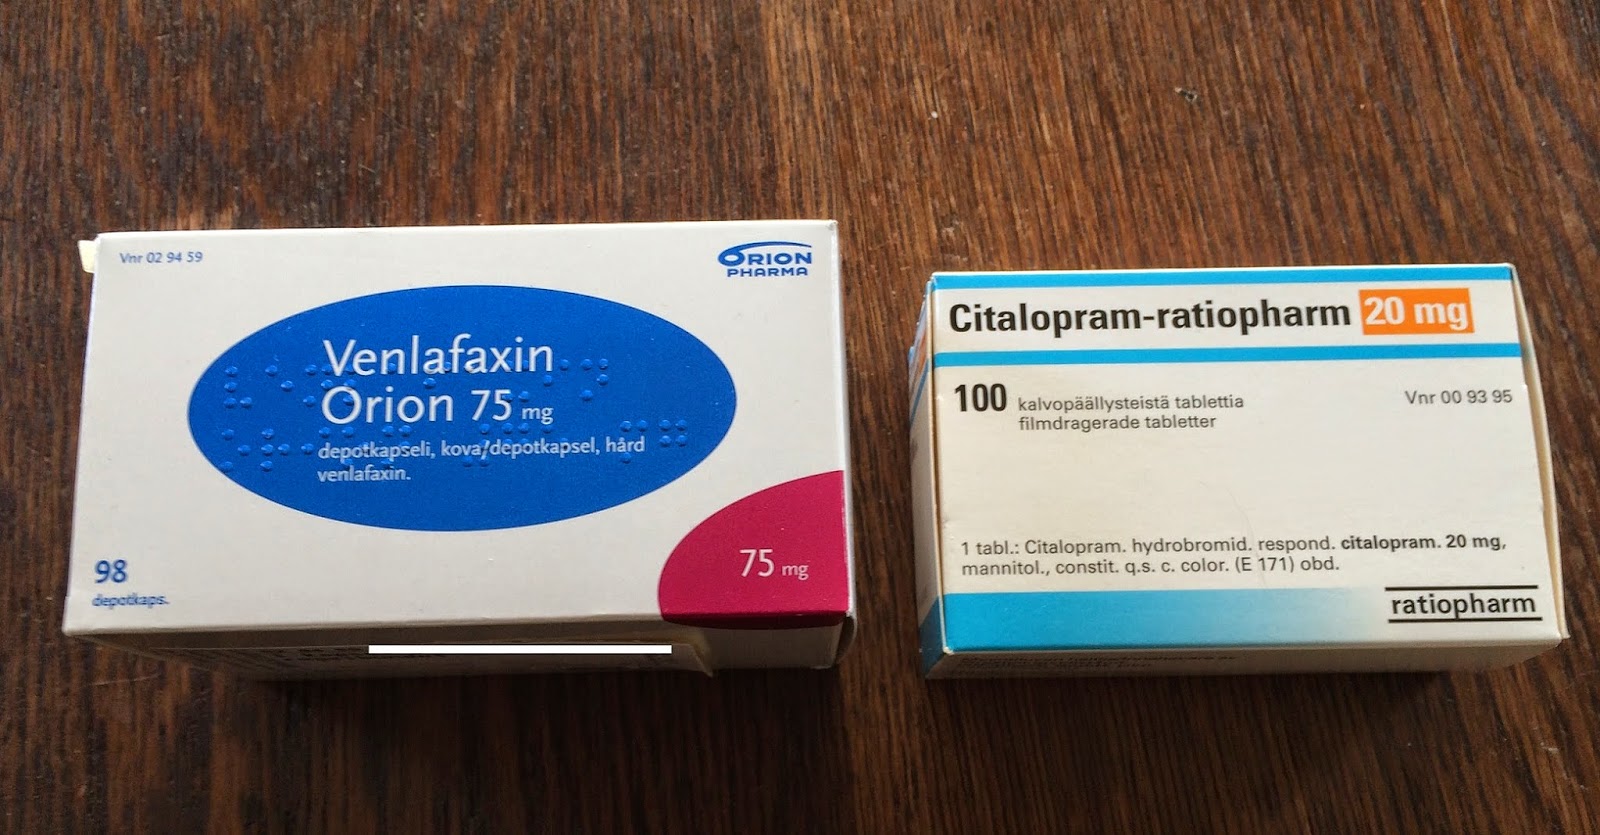 Vnr 02 94 59
ORION
PHARMA
Venlafaxin
Orion 75 mg
depotkapseli, kova/depotkapsel, hård
venlafaxin.
75 mg
98
depotkaps.
Citalopram-ratiopharm 20 mg
100 kalvopäällysteistä tablettia
filmdragerade tabletter
Vnr 00 93 95
1 tabl.: Citalopram. hydrobromid. respond. citalopram. 20 mg,
mannitol., constit. q.s. c. color. (E 171) obd.
ratiopharm